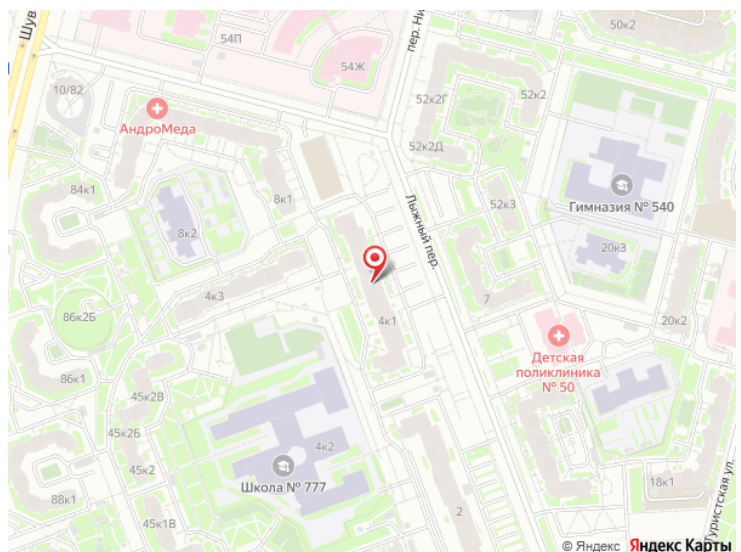 Шув
54П
54Ж
пер. Ни
50к2
10/82
АндроМеда
52к2Г
52к2
52к2Д
84к1
8к1
8к2
Лыжный пер.
52к3
Гимназия № 540
20к3
4к3
7
86к2Б
4к1
20к2
Детская
поликлиника
№ 50
86к1
45к2В
45к2Б
45к2
4к2
Школа № 777
88к1
45к1В
2
18к1
Туристская ул.
© Яндекс Яндекс Карты